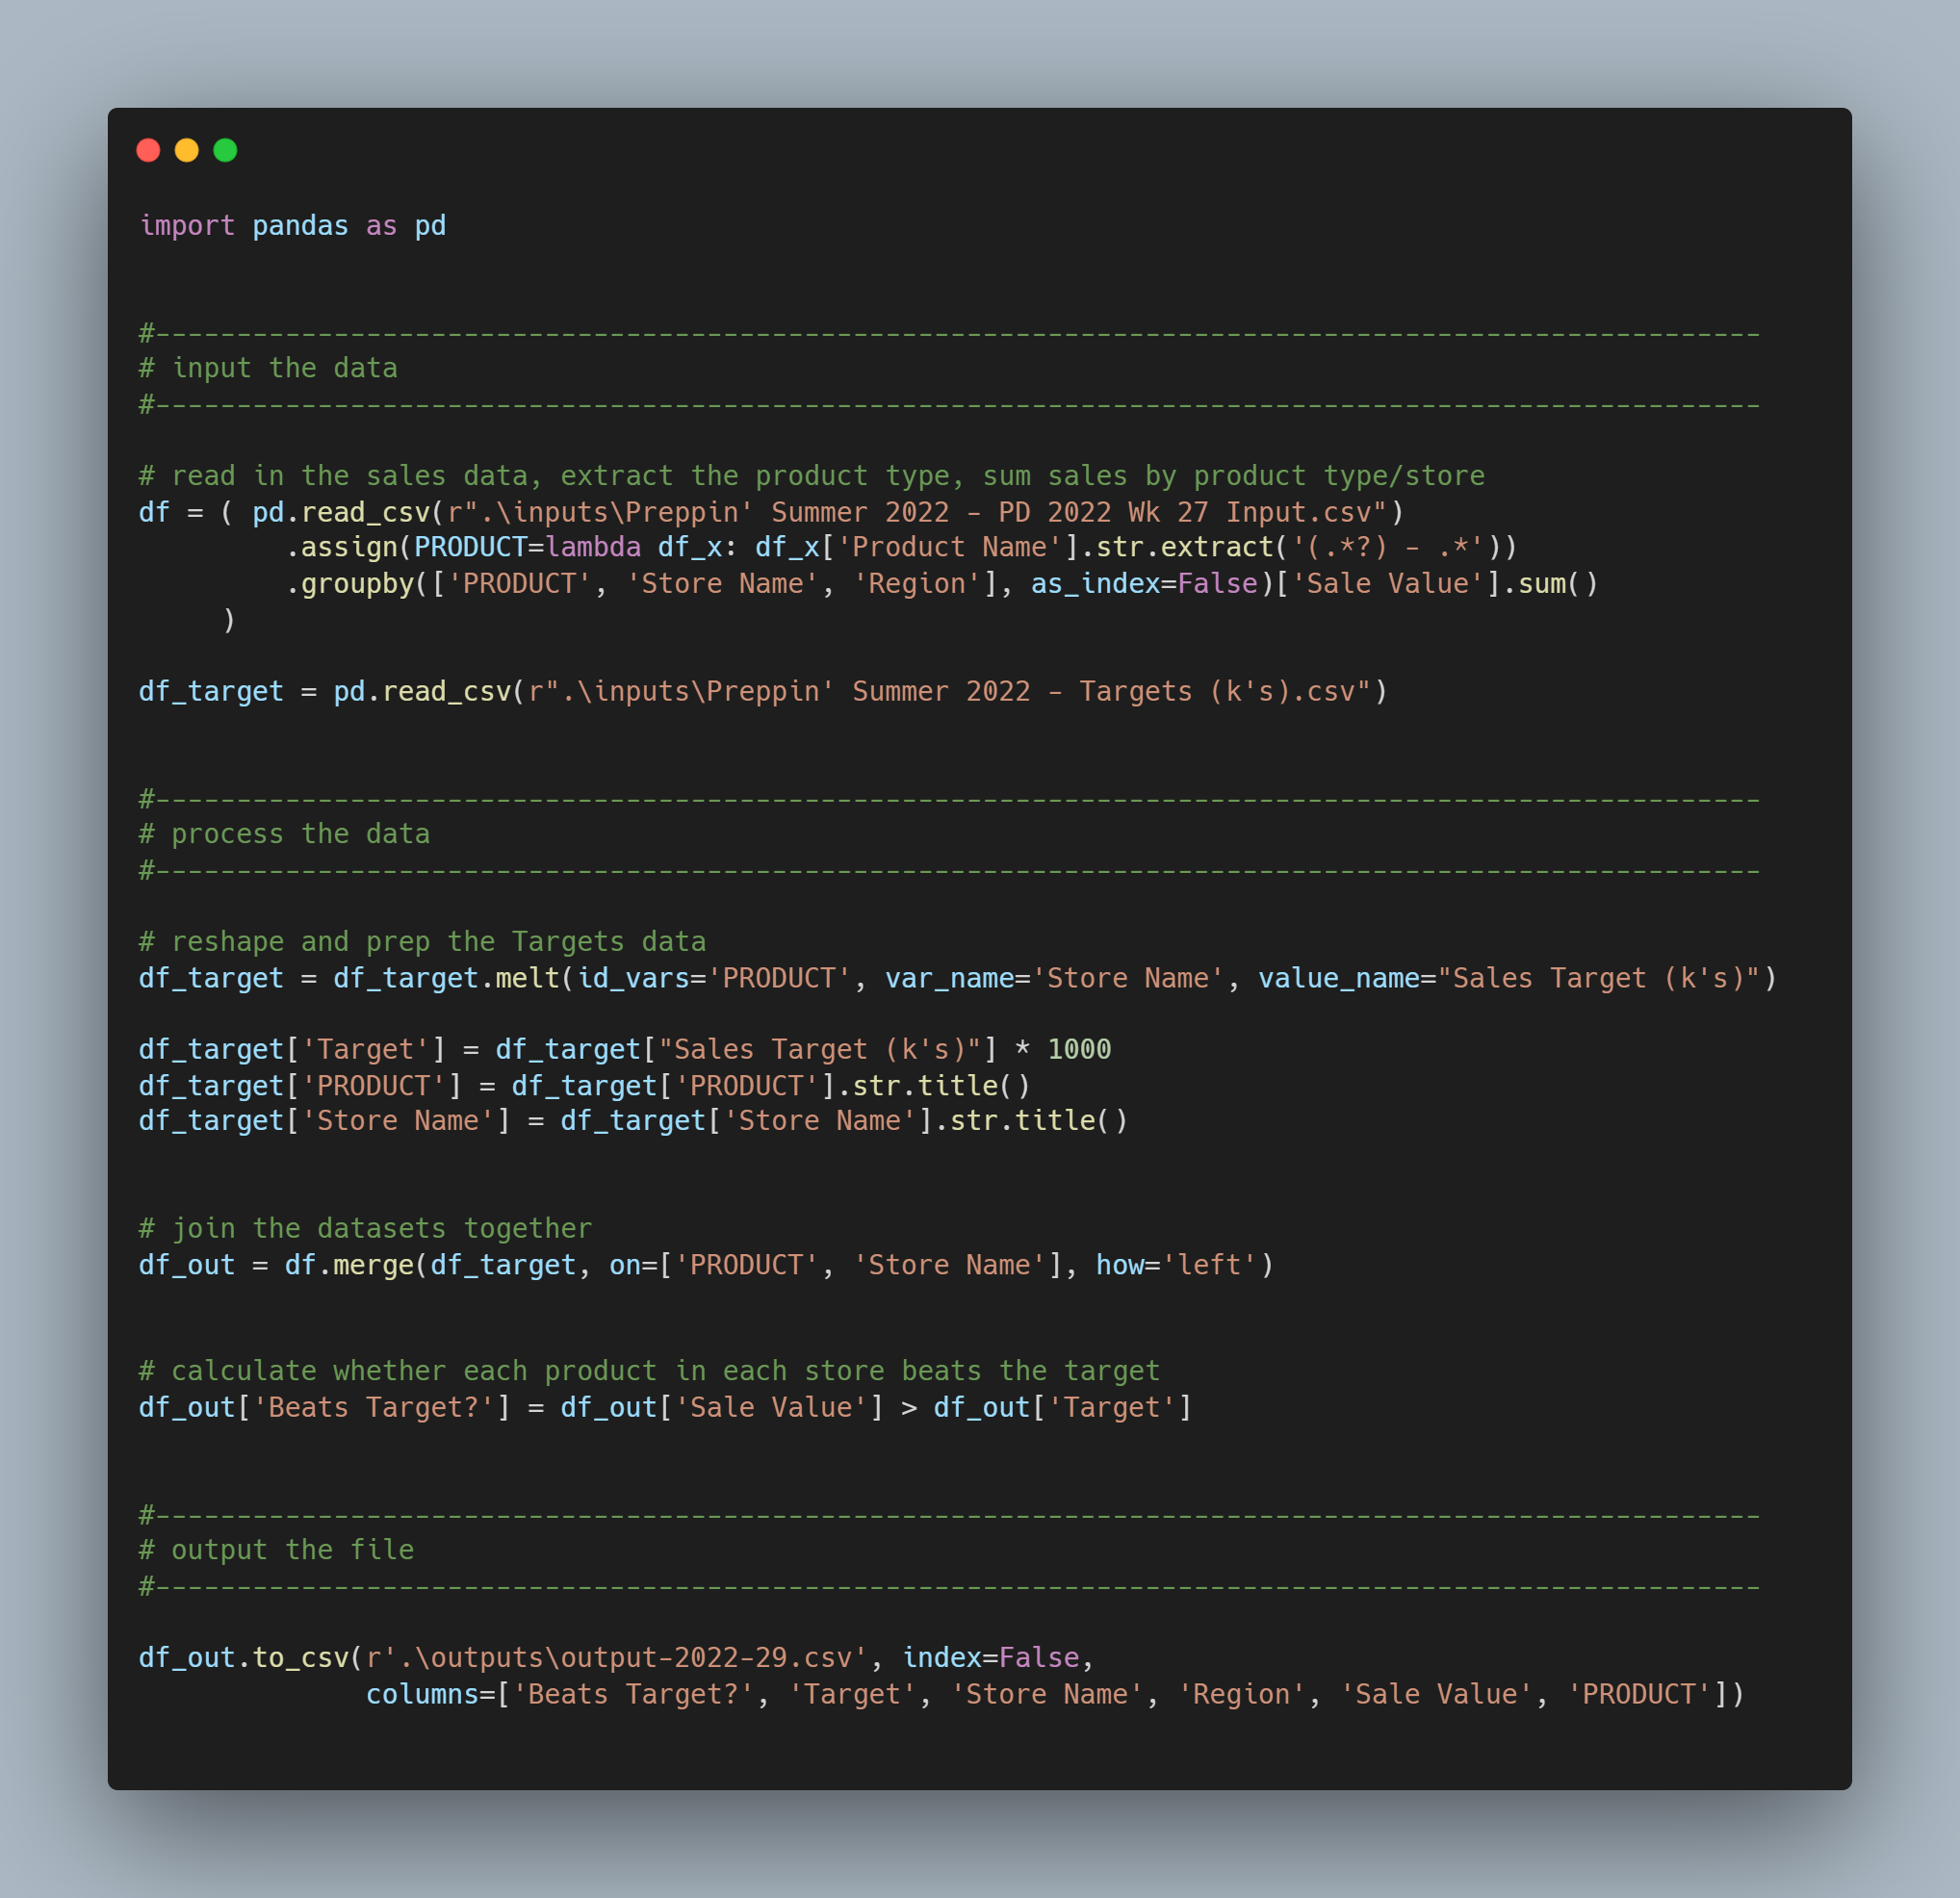 import pandas as pd
#---------------------------------------------------------------------------------------------------
# input the data
#---------------------------------------------------------------------------------------------------
# read in the sales data, extract the product type, sum sales by product type/store
df = ( pd.read_csv(r".\inputs\Preppin' Summer 2022 - PD 2022 Wk 27 Input.csv")
         .assign(PRODUCT=lambda df_x: df_x['Product Name'].str.extract('(.*?) - .*'))
         .groupby(['PRODUCT', 'Store Name', 'Region'], as_index=False)['Sale Value'].sum()
     )
df_target = pd.read_csv(r".\inputs\Preppin' Summer 2022 - Targets (k's).csv")
#---------------------------------------------------------------------------------------------------
# process the data
#---------------------------------------------------------------------------------------------------
# reshape and prep the Targets data
df_target = df_target.melt(id_vars='PRODUCT', var_name='Store Name', value_name="Sales Target (k's)")
df_target['Target'] = df_target["Sales Target (k's)"] * 1000
df_target['PRODUCT'] = df_target['PRODUCT'].str.title()
df_target['Store Name'] = df_target['Store Name'].str.title()
# join the datasets together
df_out = df.merge(df_target, on=['PRODUCT', 'Store Name'], how='left')
# calculate whether each product in each store beats the target
df_out['Beats Target?'] = df_out['Sale Value'] > df_out['Target']
#---------------------------------------------------------------------------------------------------
# output the file
#---------------------------------------------------------------------------------------------------
df_out.to_csv(r'.\outputs\output-2022-29.csv', index=False,
              columns=['Beats Target?', 'Target', 'Store Name', 'Region', 'Sale Value', 'PRODUCT'])